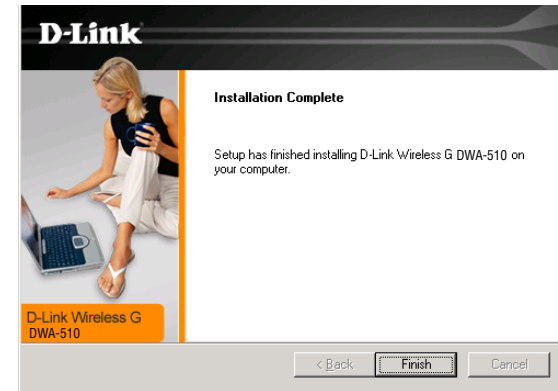 D-Link
Installation Complete
Setup has finished installing D-Link Wireless G DWA-510 on
your computer.
D-Link Wireless G
DWA-510
< Back
Finish
Cancel